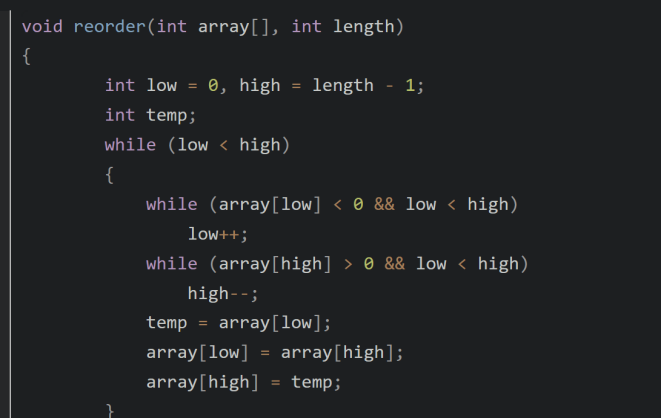 void reorder(int array[], int length)
{
int low = 0, high = length - 1;
int temp;
while (low < high)
{
while (array[low] < 0 && low < high)
low++;
while (array[high] > 0 && low < high)
high--;
temp = array[low];
array[low] = array[high];
array[high] = temp;
}